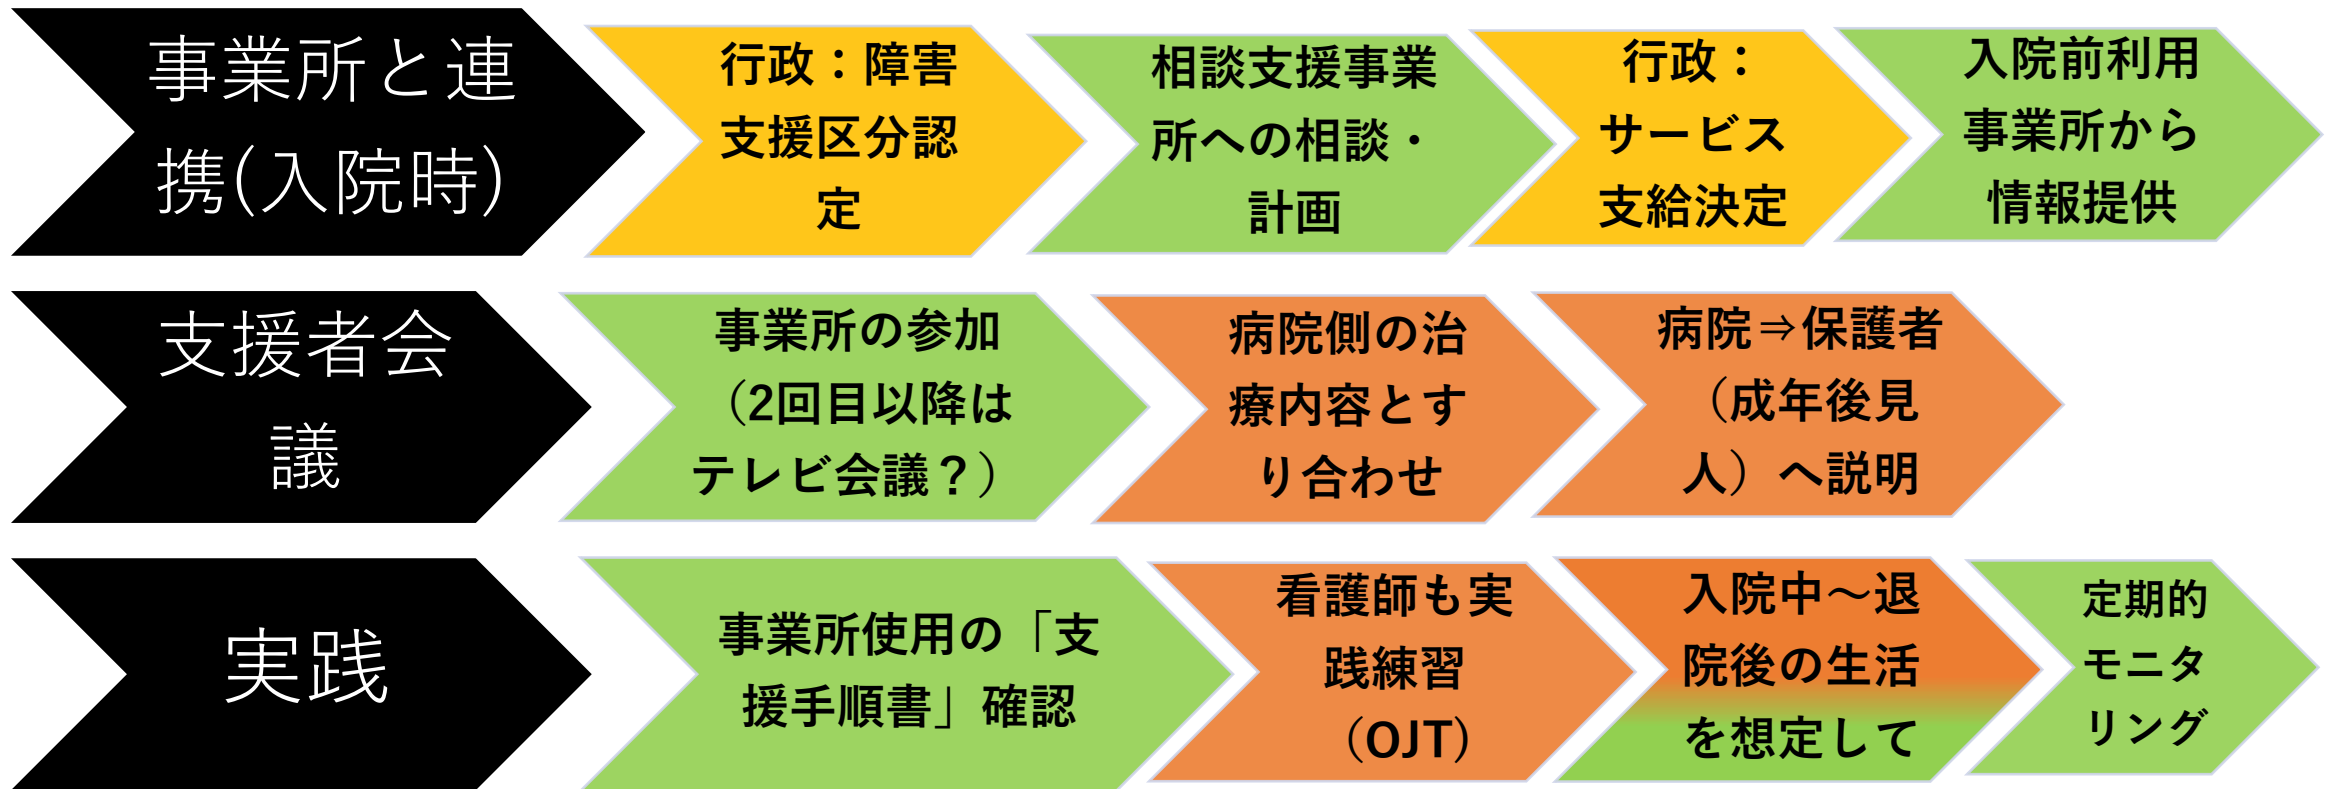 事業所と連
携(入院時)
行政：障害
支援区分認
定
相談支援事業
所への相談・
計画
行政：
サービス
支給決定
入院前利用
事業所から
情報提供
支援者会
議
事業所の参加
（2回目以降は
テレビ会議？）
病院側の治
療内容とす
り合わせ
病院⇒保護者
（成年後見
人）へ説明
実践
事業所使用の「支
援手順書」確認
看護師も実
践練習
（OJT)
入院中～退
院後の生活
を想定して
定期的
モニタ
リング